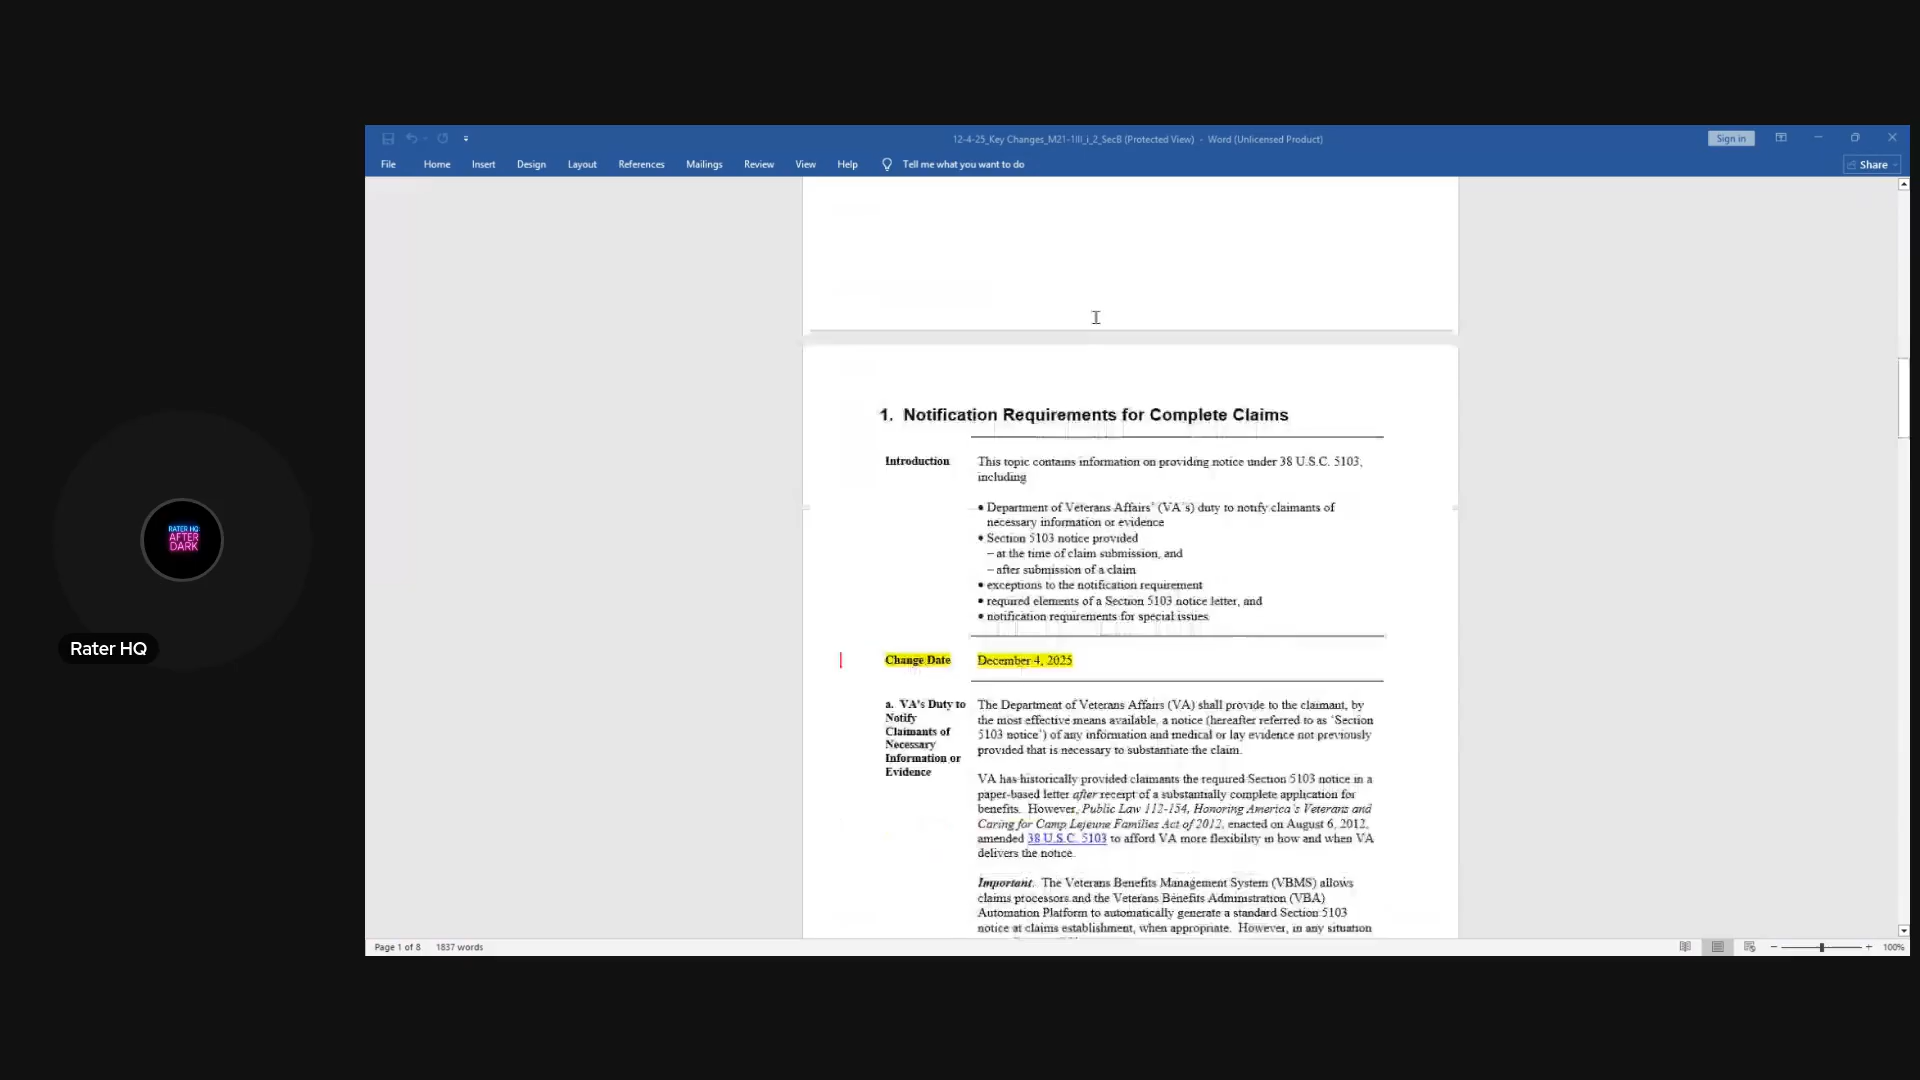 12-4-25_Key Changes_M21-1III_i_2_SecB (Protected View) - Word (Unlicensed Product)
Sign in
File Home Insert Design Layout References Mailings Review View Help Tell me what you want to do
Share
1. Notification Requirements for Complete Claims
Introduction
This topic contains information on providing notice under 38 U.S.C. 5103,
including
• Department of Veterans Affairs' (VA's) duty to notify claimants of
necessary information or evidence
• Section 5103 notice provided
– at the time of claim submission, and
– after submission of a claim
• exceptions to the notification requirement
• required elements of a Section 5103 notice letter, and
• notification requirements for special issues.
Change Date
December 4, 2025
a. VA's Duty to
Notify
Claimants of
Necessary
Information or
Evidence
The Department of Veterans Affairs (VA) shall provide to the claimant, by
the most effective means available, a notice (hereafter referred to as "Section
5103 notice") of any information and medical or lay evidence not previously
provided that is necessary to substantiate the claim.
VA has historically provided claimants the required Section 5103 notice in a
paper-based letter after receipt of a substantially complete application for
benefits. However, Public Law 112-154, Honoring America's Veterans and
Caring for Camp Lejeune Families Act of 2012, enacted on August 6, 2012,
amended 38 U.S.C. 5103 to afford VA more flexibility in how and when VA
delivers the notice.
Important: The Veterans Benefits Management System (VBMS) allows
claims processors and the Veterans Benefits Administration (VBA)
Automation Platform to automatically generate a standard Section 5103
notice at claims establishment, when appropriate. However, in any situation
Page 1 of 8 1837 words
100%
RATER HQ
AFTER
DARK
Rater HQ